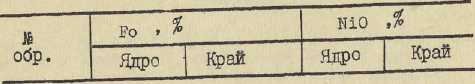 № обр. Fo , % NiO ,%
Ядро Край Ядро Край